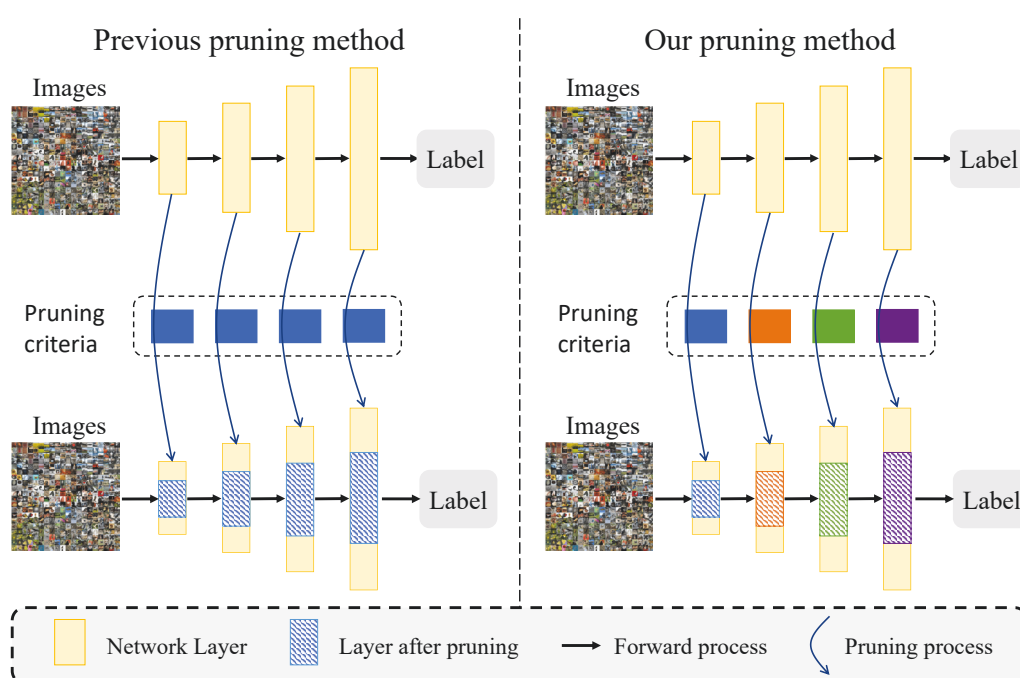 Previous pruning method
Images
Label
Pruning
criteria
Images
Label
Our pruning method
Images
Label
Pruning
criteria
Images
Label
Network Layer
Layer after pruning
Forward process
Pruning process